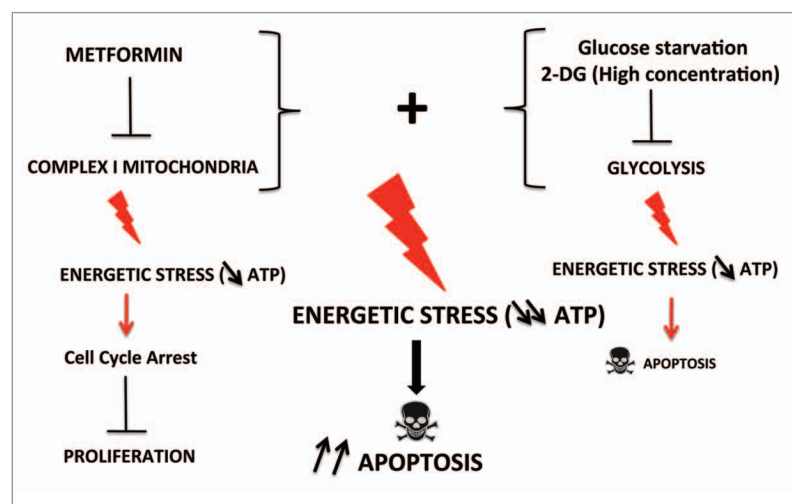 METFORMIN
COMPLEX I MITOCHONDRIA
ENERGETIC STRESS (↘ ATP)
Cell Cycle Arrest
PROLIFERATION
+
ENERGETIC STRESS (↘↘ ATP)
↗↗ APOPTOSIS
Glucose starvation
2-DG (High concentration)
GLYCOLYSIS
ENERGETIC STRESS (↘ ATP)
APOPTOSIS